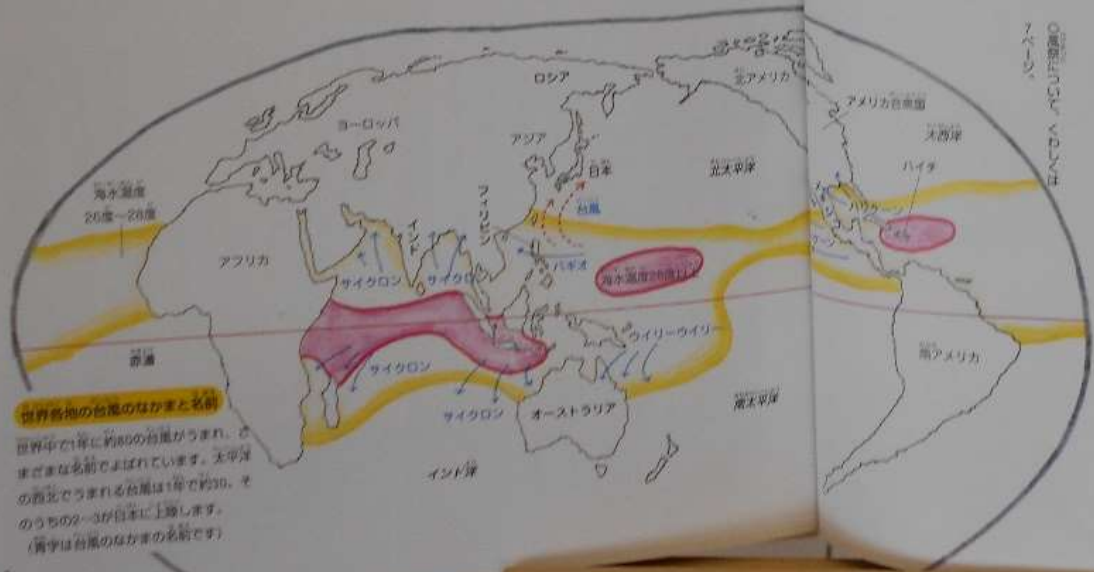 ロシア
北アメリカ
ヨーロッパ
アジア
アメリカ合衆国
大西洋
日本
北太平洋
ハイチ
海水温度
26度〜28度
フィリピン
インド
台風
ハリケーン
アフリカ
サイクロン
サイクロン
バギオ
海水温度28度以上
赤道
サイクロン
ウイリーウイリー
南アメリカ
サイクロン
オーストラリア
南太平洋
インド洋
世界各地の台風のなかまと名前
世界中で1年に約80の台風がうまれ、さ
まざまな名前でよばれています。太平洋
の西北でうまれる台風は1年で約30、そ
のうちの2〜3が日本に上陸します。
(青字は台風のなかまの名前です)
くわしくは
7ページへ